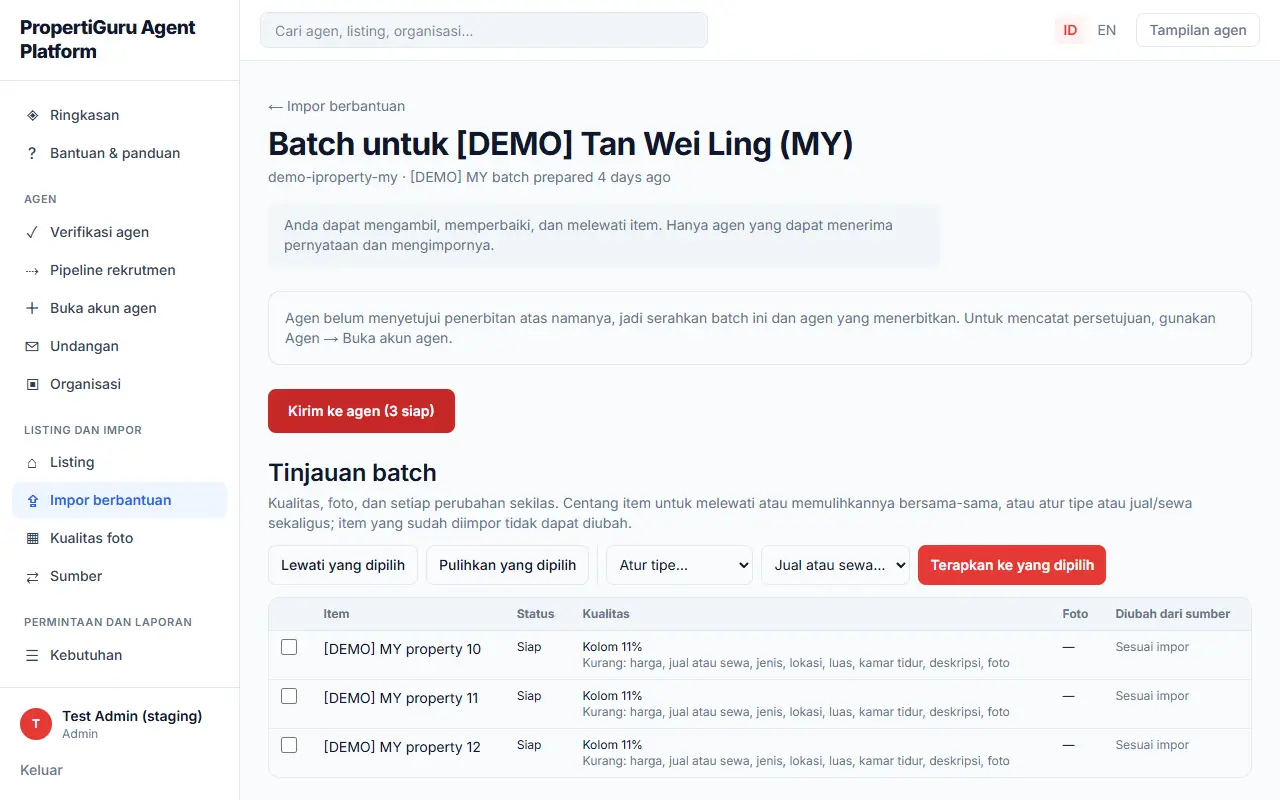 PropertiGuru Agent
Platform
Cari agen, listing, organisasi...
ID
EN
Tampilan agen
Ringkasan
? Bantuan & panduan
AGEN
Verifikasi agen
Pipeline rekrutmen
Buka akun agen
Undangan
Organisasi
LISTING DAN IMPOR
Listing
Impor berbantuan
Kualitas foto
Sumber
PERMINTAAN DAN LAPORAN
Kebutuhan
T
Test Admin (staging)
Admin
Keluar
← Impor berbantuan
Batch untuk [DEMO] Tan Wei Ling (MY)
demo-iproperty-my · [DEMO] MY batch prepared 4 days ago
Anda dapat mengambil, memperbaiki, dan melewati item. Hanya agen yang dapat menerima
pernyataan dan mengimpornya.
Agen belum menyetujui penerbitan atas namanya, jadi serahkan batch ini dan agen yang menerbitkan. Untuk mencatat persetujuan, gunakan
Agen → Buka akun agen.
Kirim ke agen (3 siap)
Tinjauan batch
Kualitas, foto, dan setiap perubahan sekilas. Centang item untuk melewati atau memulihkannya bersama-sama, atau atur tipe atau jual/sewa
sekaligus; item yang sudah diimpor tidak dapat diubah.
Lewati yang dipilih
Pulihkan yang dipilih
Atur tipe...
Jual atau sewa...
Terapkan ke yang dipilih
Item Status Kualitas Foto Diubah dari sumber
[DEMO] MY property 10 Siap Kolom 11% — Sesuai impor
Kurang: harga, jual atau sewa, jenis, lokasi, luas, kamar tidur, deskripsi, foto
[DEMO] MY property 11 Siap Kolom 11% — Sesuai impor
Kurang: harga, jual atau sewa, jenis, lokasi, luas, kamar tidur, deskripsi, foto
[DEMO] MY property 12 Siap Kolom 11% — Sesuai impor
Kurang: harga, jual atau sewa, jenis, lokasi, luas, kamar tidur, deskripsi, foto